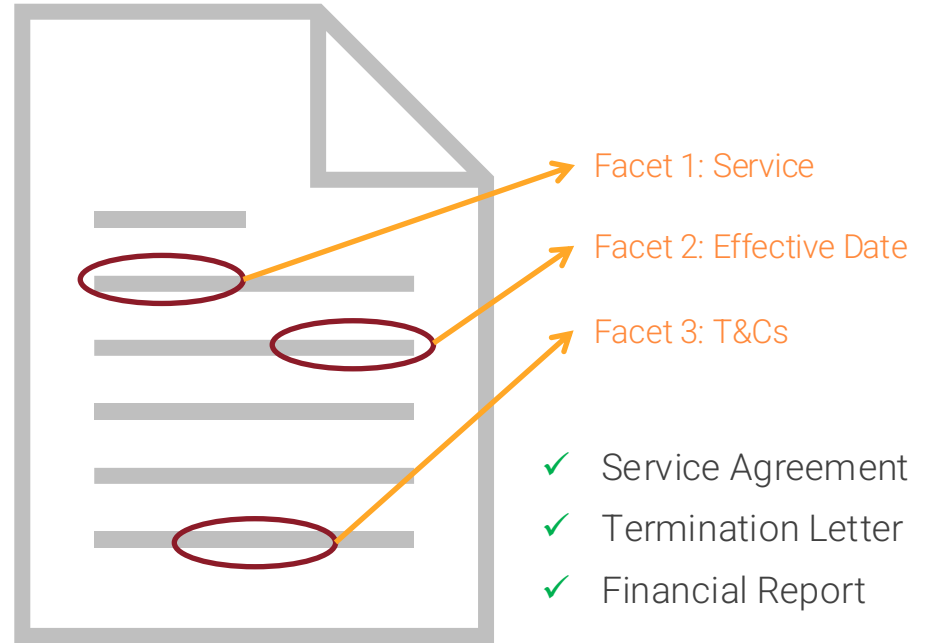 Facet 1: Service
Facet 2: Effective Date
Facet 3: T&Cs
Service Agreement
Termination Letter
Financial Report